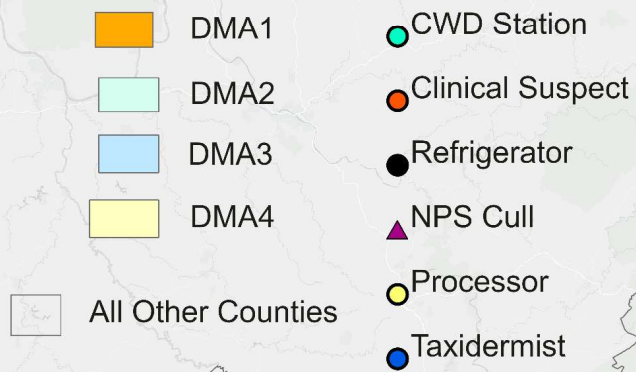 DMA1
DMA2
DMA3
DMA4
All Other Counties
CWD Station
Clinical Suspect
Refrigerator
NPS Cull
Processor
Taxidermist